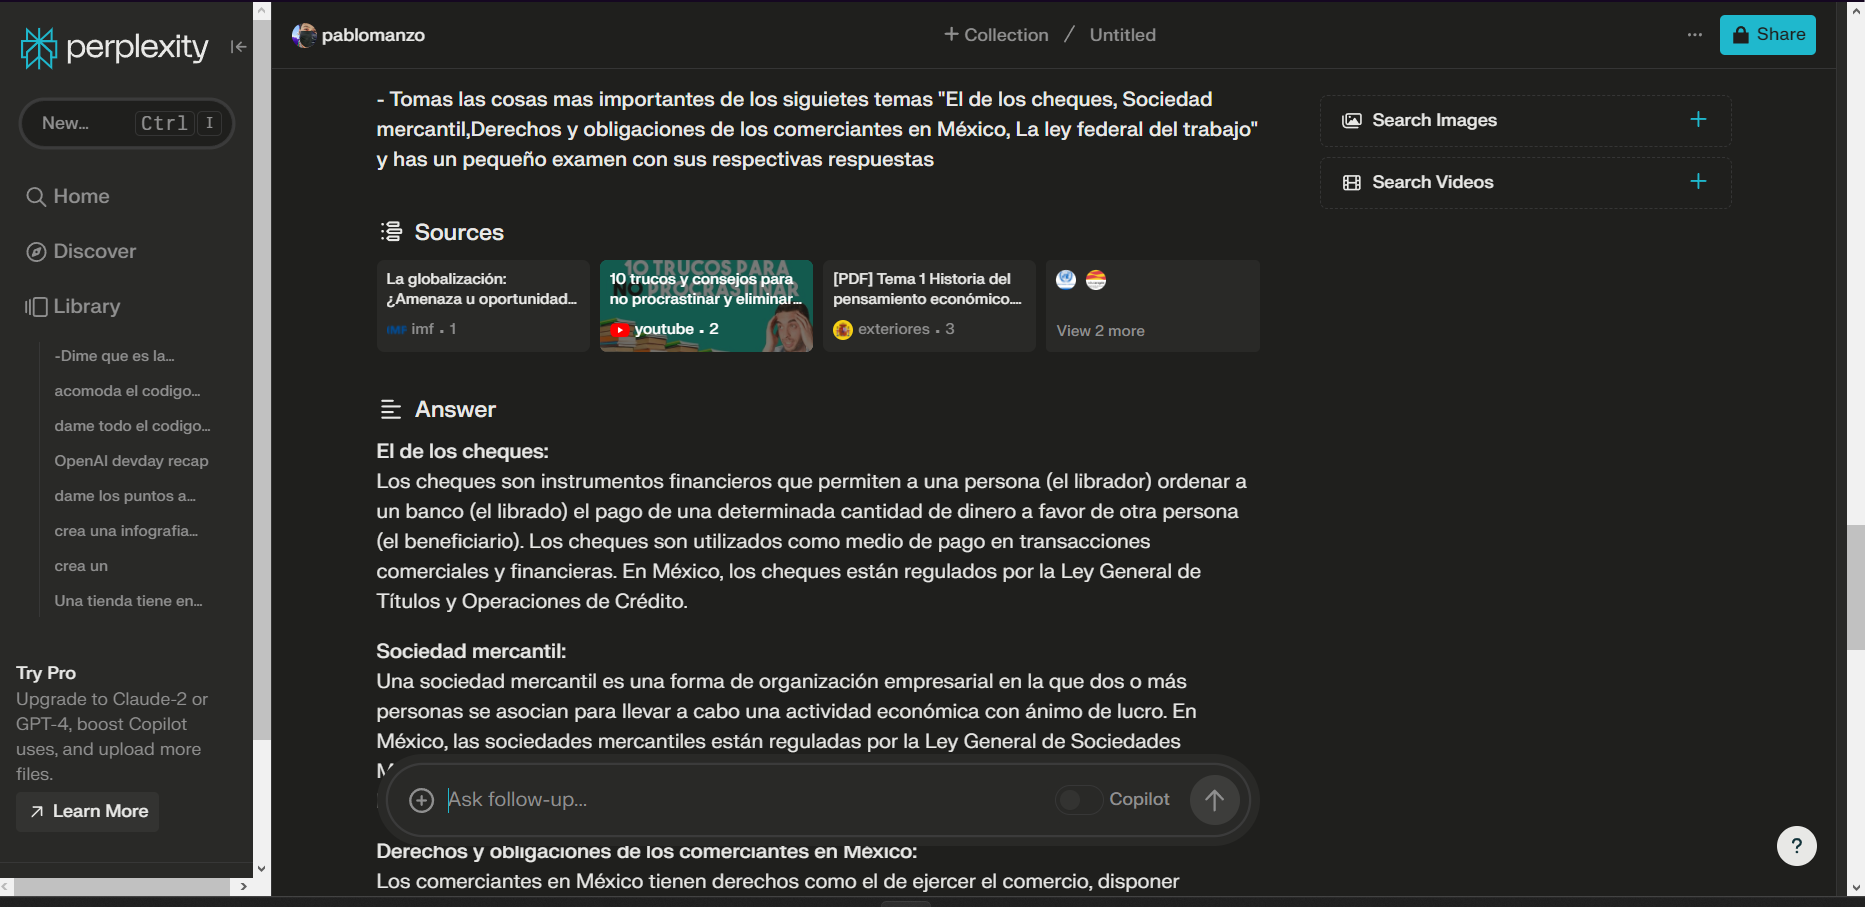 perplexity
New...
Ctrl
I
Home
Discover
Library
-Dime que es la...
acomoda el codigo...
dame todo el codigo...
OpenAI devday recap
dame los puntos a...
crea una infografia...
crea un
Una tienda tiene en...
Try Pro
Upgrade to Claude-2 or
GPT-4, boost Copilot
uses, and upload more
files.
Learn More
pablomanzo
+ Collection / Untitled
...
Share
- Tomas las cosas mas importantes de los siguietes temas "El de los cheques, Sociedad
mercantil,Derechos y obligaciones de los comerciantes en México, La ley federal del trabajo"
y has un pequeño examen con sus respectivas respuestas
Search Images
Search Videos
Sources
La globalización:
¿Amenaza u oportunidad...
IMF imf · 1
10 TRUCOS PARA
NO PROCRASTINAR
10 trucos y consejos para
no procrastinar y eliminar...
youtube · 2
[PDF] Tema 1 Historia del
pensamiento económico....
exteriores · 3
View 2 more
Answer
El de los cheques:
Los cheques son instrumentos financieros que permiten a una persona (el librador) ordenar a
un banco (el librado) el pago de una determinada cantidad de dinero a favor de otra persona
(el beneficiario). Los cheques son utilizados como medio de pago en transacciones
comerciales y financieras. En México, los cheques están regulados por la Ley General de
Títulos y Operaciones de Crédito.
Sociedad mercantil:
Una sociedad mercantil es una forma de organización empresarial en la que dos o más
personas se asocian para llevar a cabo una actividad económica con ánimo de lucro. En
México, las sociedades mercantiles están reguladas por la Ley General de Sociedades
Ask follow-up...
Copilot
Derechos y obligaciones de los comerciantes en México:
Los comerciantes en México tienen derechos como el de ejercer el comercio, disponer
?